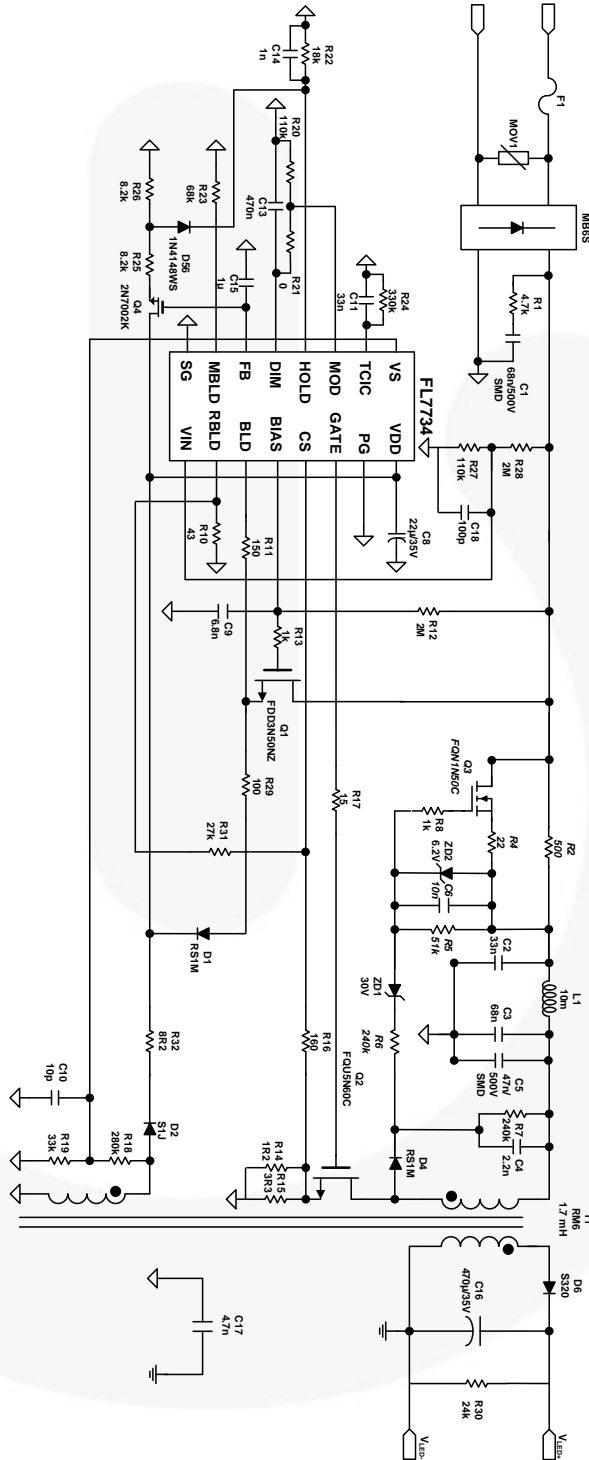 R22
18k
C14
1n
F1
MOV1
MB6S
R20
110k
R26
8.2k
R23
68k
C13
470n
D56
1N4148WS
R25
8.2k
Q4
2N7002K
C15
1µ
R21
0
R24
330k
C11
33n
R1
4.7k
C1
68n/500V
SMD
FL7734
SG
MBLD
FB
DIM
HOLD
MOD
TCIC
VS
VIN
RBLD
BLD
BIAS
CS
GATE
PG
VDD
R28
2M
R27
110k
C18
100p
C8
22µ/35V
R10
43
R11
150
R12
2M
C9
6.8n
R13
1k
Q1
FDD3N50NZ
Q3
FQN1N50C
R17
15
R29
100
R31
27k
R8
1k
R4
22
R2
500
ZD2
6.2V
C6
10n
R5
51k
C2
33n
L1
10m
D1
RS1M
ZD1
30V
C3
68n
C5
47n/
500V
SMD
R6
240k
R32
8R2
R16
160
Q2
FQU5N60C
R7
240k
C4
2.2n
D4
RS1M
C10
10p
D2
S1J
R18
280k
R19
33k
R14
1R2
R15
3R3
RM6
1.7 mH
D6
S320
C16
470µ/35V
C17
4.7n
R30
24k
VLED-
VLED+